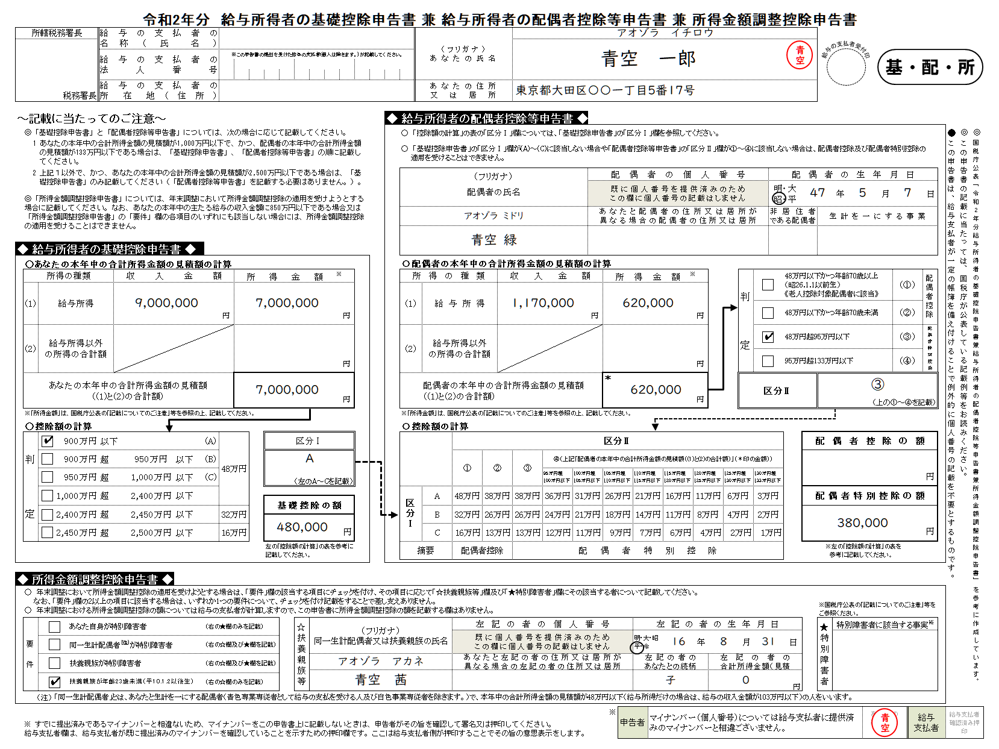 令和2年分 給与所得者の基礎控除申告書 兼 給与所得者の配偶者控除等申告書 兼 所得金額調整控除申告書
所轄税務署長
税務署長
給与の支払者の
名称(氏名)
給与の支払者の
法人番号
※この申告書の提出を受けた給与の支払者(個人は除きます。)が記載してください。
給与の支払者の
所在地(住所)
(フリガナ)
あなたの氏名
アオゾラ イチロウ
青空 一郎
青空
あなたの住所
又は居所
東京都大田区〇〇一丁目5番17号
給与の支払者受付印
基・配・所
~記載に当たってのご注意~
◎「基礎控除申告書」と「配偶者控除等申告書」については、次の場合に応じて記載してください。
1 あなたの本年中の合計所得金額の見積額が1,000万円以下で、かつ、配偶者の本年中の合計所得金額
の見積額が133万円以下である場合は、「基礎控除申告書」、「配偶者控除等申告書」の順に記載し
てください。
2 上記1以外で、かつ、あなたの本年中の合計所得金額の見積額が2,500万円以下である場合は、「基
礎控除申告書」のみ記載してください(「配偶者控除等申告書」を記載する必要はありません。)。
◎「所得金額調整控除申告書」については、年末調整において所得金額調整控除の適用を受けようとする
場合に記載してください。なお、あなたの本年中の主たる給与の収入金額に850万円以下である場合又は
「所得金額調整控除申告書」の「要件」欄の各項目のいずれにも該当しない場合には、所得金額調整控除
の適用を受けることはできません。
◆ 給与所得者の基礎控除申告書 ◆
〇あなたの本年中の合計所得金額の見積額の計算
所得の種類 収入金額 所得金額 ※
(1) 給与所得 9,000,000 円 7,000,000 円
(2) 給与所得以外
の所得の合計額 円
あなたの本年中の合計所得金額の見積額
((1)と(2)の合計額)
7,000,000 円
※「所得金額」は、国税庁公表の「記載についてのご注意」等を参照の上、記載してください。
〇控除額の計算
判定
✔ 900万円 以下 (A)
900万円 超 950万円 以下 (B)
950万円 超 1,000万円 以下 (C)
1,000万円 超 2,400万円 以下
48万円
2,400万円 超 2,450万円 以下 32万円
2,450万円 超 2,500万円 以下 16万円
区分Ⅰ
A
(左のA~Cを記載)
基礎控除の額
480,000 円
左の「控除額の計算」の表を参考に
記載してください。
◆ 給与所得者の配偶者控除等申告書 ◆
〇「控除額の計算」の表の「区分Ⅰ」欄については、「基礎控除申告書」の「区分Ⅰ」欄を参照してください。
〇「基礎控除申告書」の「区分Ⅰ」欄が(A)~(C)に該当しない場合や「配偶者控除等申告書」の「区分Ⅱ」欄が①~④に該当しない場合は、配偶者控除及び配偶者特別控除の
適用を受けることはできません。
(フリガナ)
配偶者の氏名
アオゾラ ミドリ
青空 緑
配偶者の個人番号
既に個人番号を提供済みのため
この欄に個人番号の記載はしません
配偶者の生年月日
明・大
昭・平 47 年 5 月 7 日
あなたと配偶者の住所又は居所が
異なる場合の配偶者の住所又は居所
非居住者
である配偶者
生計を一にする事業
〇配偶者の本年中の合計所得金額の見積額の計算
所得の種類 収入金額 所得金額 ※
(1) 給与所得 1,170,000 円 620,000 円
(2) 給与所得以外
の所得の合計額 円
配偶者の本年中の合計所得金額の見積額
((1)と(2)の合計額)
* 620,000 円
※「所得金額」は、国税庁公表の「記載についてのご注意」等を参照の上、記載してください。
判定
48万円以下かつ年齢70歳以上
(昭26.1.1以前生)
《老人控除対象配偶者に該当》 (①)
48万円以下かつ年齢70歳未満 (②)
配偶者控除
✔ 48万円超95万円以下 (③)
95万円超133万円以下 (④)
配偶者特別控除
区分Ⅱ
③
(上の①~④を記載)
〇控除額の計算
区分Ⅱ
① ② ③ ④(上記「配偶者の本年中の合計所得金額の見積額((1)と(2)の合計額)」(*印の金額))
95万円超 100万円超 105万円超 110万円超 115万円超 120万円超 125万円超 130万円超
100万円以下 105万円以下 110万円以下 115万円以下 120万円以下 125万円以下 130万円以下 133万円以下
区分Ⅰ
A 48万円 38万円 38万円 36万円 31万円 26万円 21万円 16万円 11万円 6万円 3万円
B 32万円 26万円 26万円 24万円 21万円 18万円 14万円 11万円 8万円 4万円 2万円
C 16万円 13万円 13万円 12万円 11万円 9万円 7万円 6万円 4万円 2万円 1万円
摘要 配偶者控除 配偶者特別控除
配偶者控除の額
円
配偶者特別控除の額
380,000 円
※左の「控除額の計算」の表を
参考に記載してください。
◎国税庁公表「令和2年分給与所得者の基礎控除申告書兼給与所得者の配偶者控除等申告書兼所得金額調整控除申告書」を参考に作成しています。
◎この申告書の記載に当たっては、国税庁が公表している記載例等をお読みください。
●この申告書は、給与支払者が一定の帳簿を備え付けることで例外的に個人番号の記載を不要とするものです。
◆ 所得金額調整控除申告書 ◆
〇 年末調整において所得金額調整控除の適用を受けようとする場合は、「要件」欄の該当する項目にチェックを付け、その項目に応じて「☆扶養親族等」欄及び「★特別障害者」欄にその該当する者について記載してください。
なお、「要件」欄の2以上の項目に該当する場合は、いずれか1つの要件について、チェックを付け記載をすることで差し支えありません。
〇 年末調整における所得金額調整控除の額については給与の支払者が計算しますので、この申告書に所得金額調整控除の額を記載する欄はありません。
※国税庁公表の「記載についてのご注意」等を
ご参照ください。
要件
あなた自身が特別障害者 (右の★欄のみを記載)
同一生計配偶者(注)が特別障害者 (右の☆欄及び★欄を記載)
扶養親族が特別障害者 (右の☆欄及び★欄を記載)
✔ 扶養親族が年齢23歳未満(平10.1.2以後生) (右の☆欄のみを記載)
☆扶養親族等
(フリガナ)
同一生計配偶者又は扶養親族の氏名
アオゾラ アカネ
青空 茜
左記の者の個人番号
既に個人番号を提供済みのため
この欄に個人番号の記載はしません
左記の者の生年月日
明・大・昭
平・令 16 年 8 月 31 日
あなたと左記の者の住所又は居所が
異なる場合の左記の者の住所又は居所
左記の者の
あなたとの続柄
子
左記の者の
合計所得金額(見積
0 円
★特別障害者
特別障害者に該当する事実※
(注)「同一生計配偶者」とは、あなたと生計を一にする配偶者(青色専業専従者として給与の支払を受ける人及び白色事業専従者を除きます。)で、本年中の合計所得金額の見積額が48万円以下(給与所得だけの場合は、給与の収入金額が103万円以下)の人をいいます。
※ すでに提出済みであるマイナンバーと相違ないため、マイナンバーをこの申告書上に記載しないときは、申告者がその旨を確認して署名又は押印してください。
給与支払者欄は、給与支払者が既に提出済みのマイナンバーを確認していることを示すための押印欄です。ここは給与支払者側が押印することでその旨の意思表示をします。
※
申告者
マイナンバー(個人番号)については給与支払者に提供済
みのマイナンバーと相違ございません。
青空
給与
支払者
給与支払者
確認済み押
印